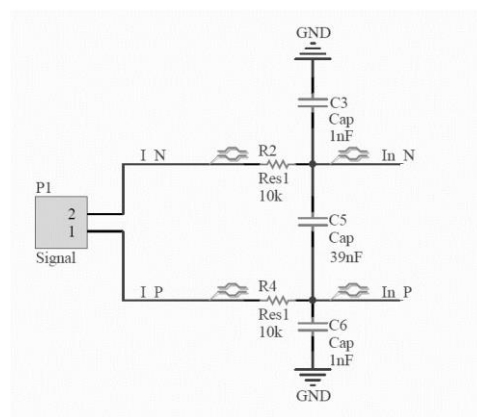 GND
C3
Cap
1nF
I N
R2
Res1
10k
In N
P1
2
1
Signal
C5
Cap
39nF
I P
R4
Res1
10k
In P
C6
Cap
1nF
GND